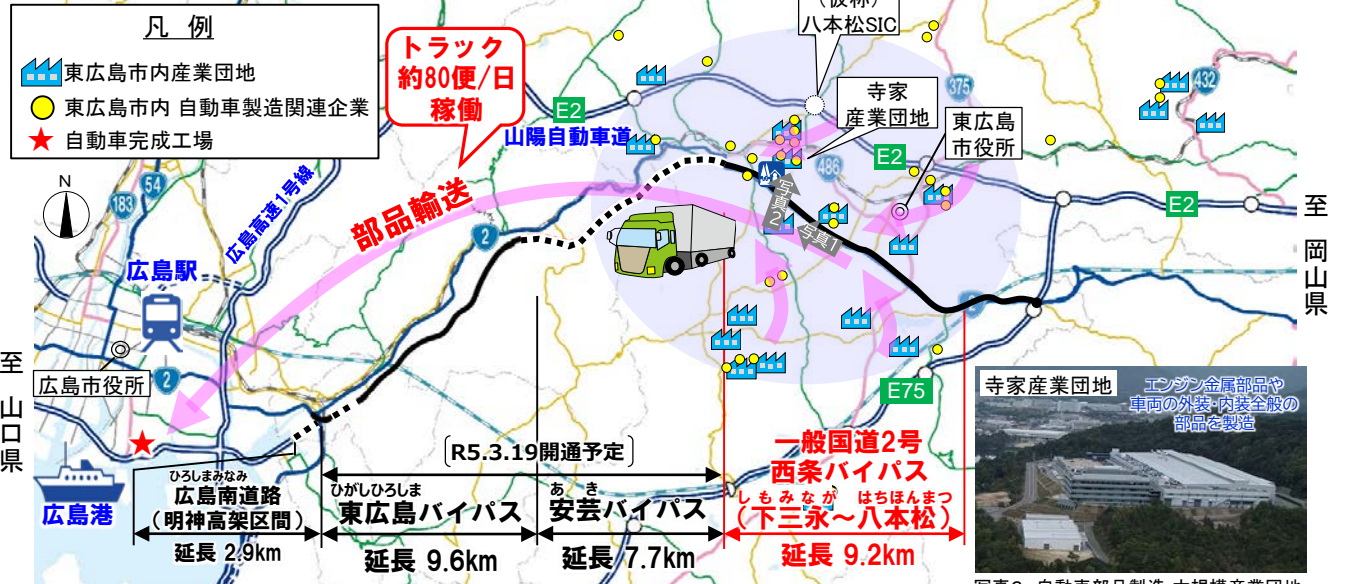 凡 例
東広島市内産業団地
東広島市内 自動車製造関連企業
自動車完成工場
N
トラック
約80便/日
稼働
(仮称)
八本松SIC
寺家
産業団地
東広島
市役所
E2
山陽自動車道
E2
E2
375
432
486
54
183
広島高速1号線
部品輸送
2
写真2
写真1
至 岡山県
広島駅
広島市役所
2
至 山口県
広島港
E75
R5.3.19開通予定
ひろしまみなみ
広島南道路
(明神高架区間)
延長 2.9km
ひがしひろしま
東広島バイパス
延長 9.6km
あき
安芸バイパス
延長 7.7km
一般国道2号
西条バイパス
しもみなが はちほんまつ
(下三永~八本松)
延長 9.2km
寺家産業団地
エンジン金属部品や
車両の外装・内装全般の
部品を製造